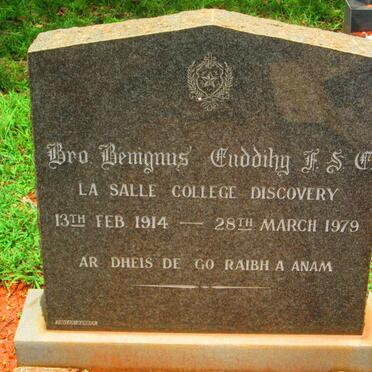 Bro Benignus Cuddihy F. S. C.
LA SALLE COLLEGE DISCOVERY
13TH FEB 1914 — 28TH MARCH 1979
AR DHEIS DE GO RAIBH A ANAM